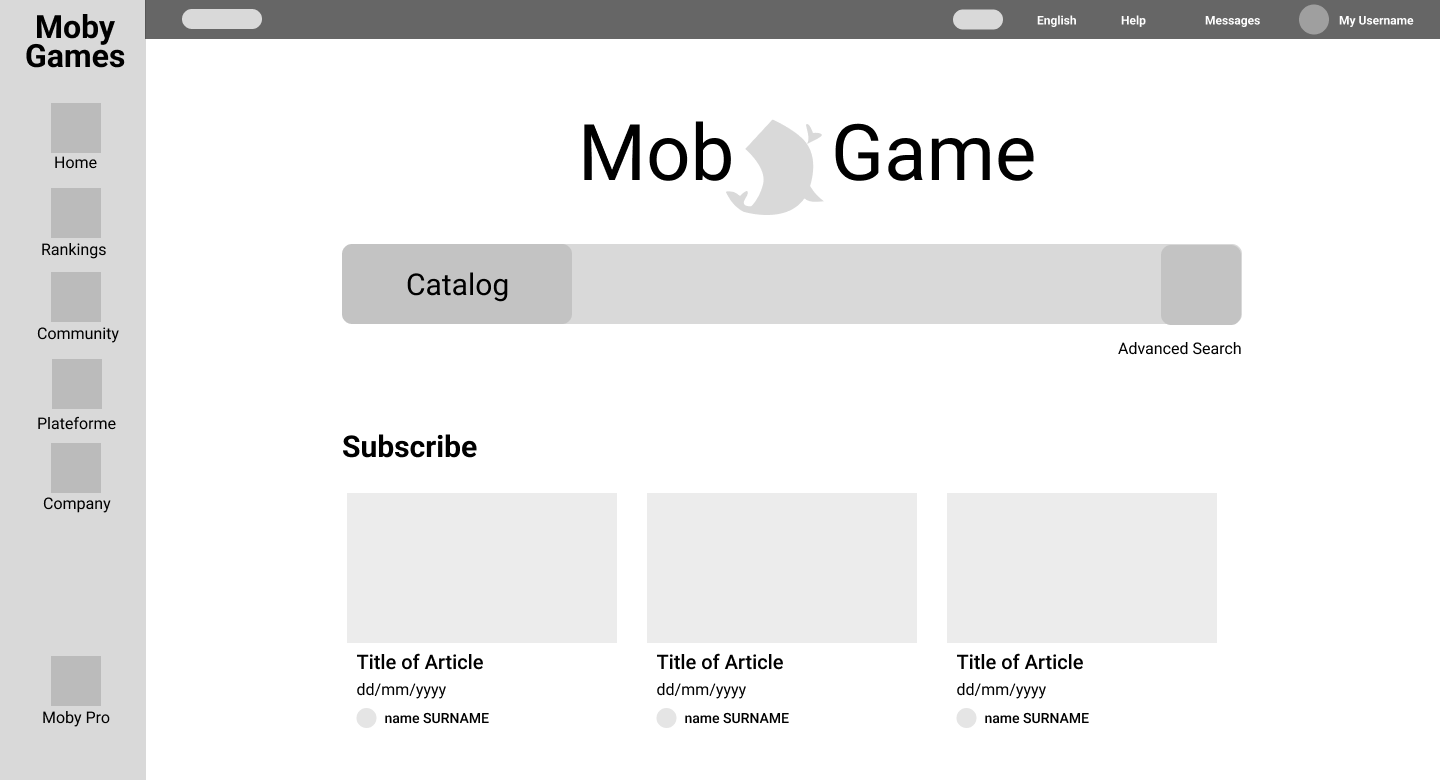 Moby
Games
English
Help
Messages
My Username
Home
Rankings
Community
Plateforme
Company
Moby Pro
Mob Game
Catalog
Advanced Search
Subscribe
Title of Article
dd/mm/yyyy
name SURNAME
Title of Article
dd/mm/yyyy
name SURNAME
Title of Article
dd/mm/yyyy
name SURNAME